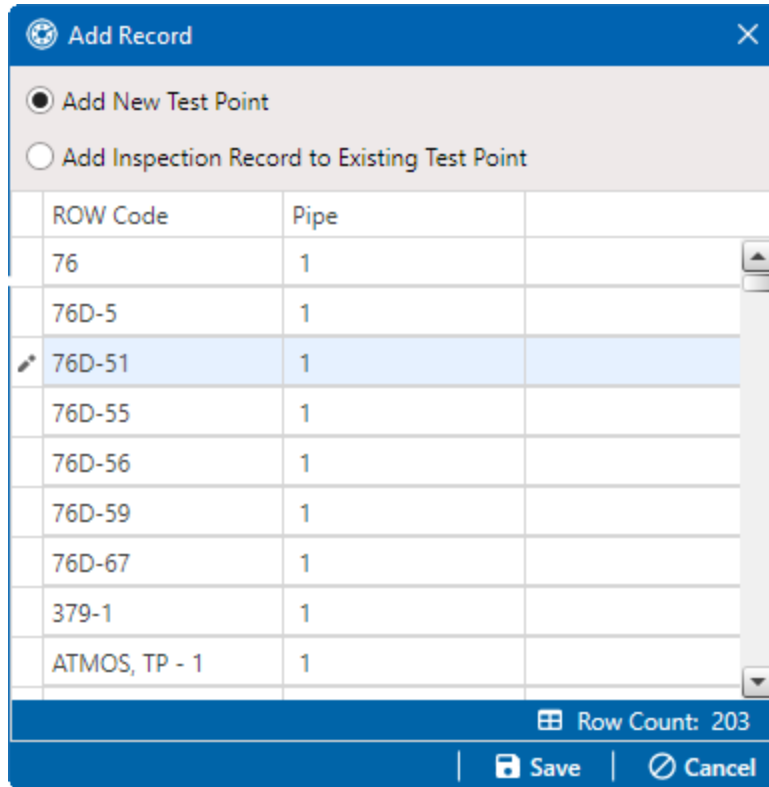 Add Record
Add New Test Point
Add Inspection Record to Existing Test Point
ROW Code Pipe
76 1
76D-5 1
76D-51 1
76D-55 1
76D-56 1
76D-59 1
76D-67 1
379-1 1
ATMOS, TP - 1 1
Row Count: 203
Save Cancel